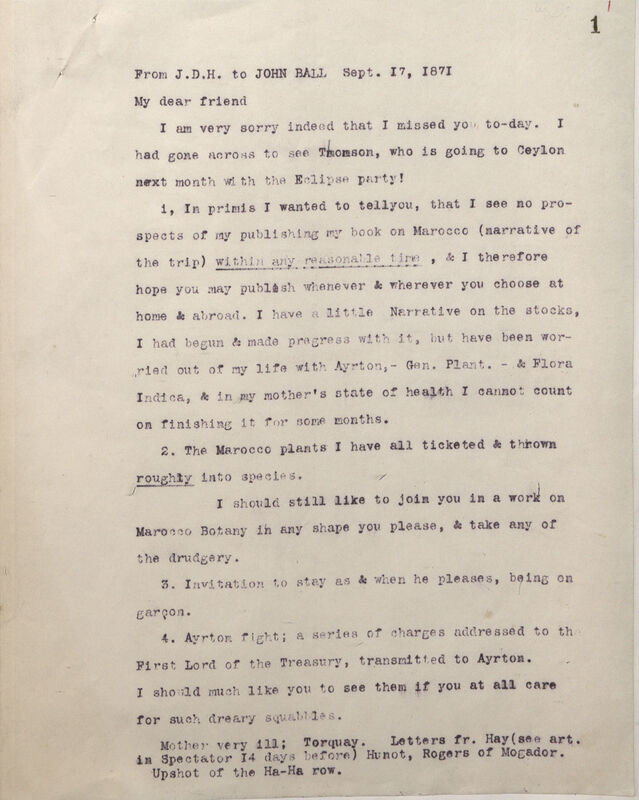 1
From J.D.H. to JOHN BALL Sept. 17, 1871
My dear friend
I am very sorry indeed that I missed you to-day. I
had gone across to see Thomson, who is going to Ceylon
next month with the Eclipse party!
1, In primis I wanted to tellyou, that I see no pro-
spects of my publishing my book on Marocco (narrative of
the trip) within any reasonable time , & I therefore
hope you may publish whenever & wherever you choose at
home & abroad. I have a little Narrative on the stocks,
I had begun & made pregress with it, but have been wor-
ried out of my life with Ayrton,- Gen. Plant. - & Flora
Indica, & in my mother's state of health I cannot count
on finishing it for some months.
2. The Marocco plants I have all ticketed & thrown
roughly into species.
I should still like to join you in a work on
Marocco Botany in any shape you please, & take any of
the drudgery.
3. Invitation to stay as & when he pleases, being en
garçon.
4. Ayrton fight; a series of charges addressed to the
First Lord of the Treasury, transmitted to Ayrton.
I should much like you to see them if you at all care
for such dreary squabbles.
Mother very ill; Torquay. Letters fr. Hay(see art.
in Spectator 14 days before) Hunot, Rogers of Mogador.
Upshot of the Ha-Ha row.